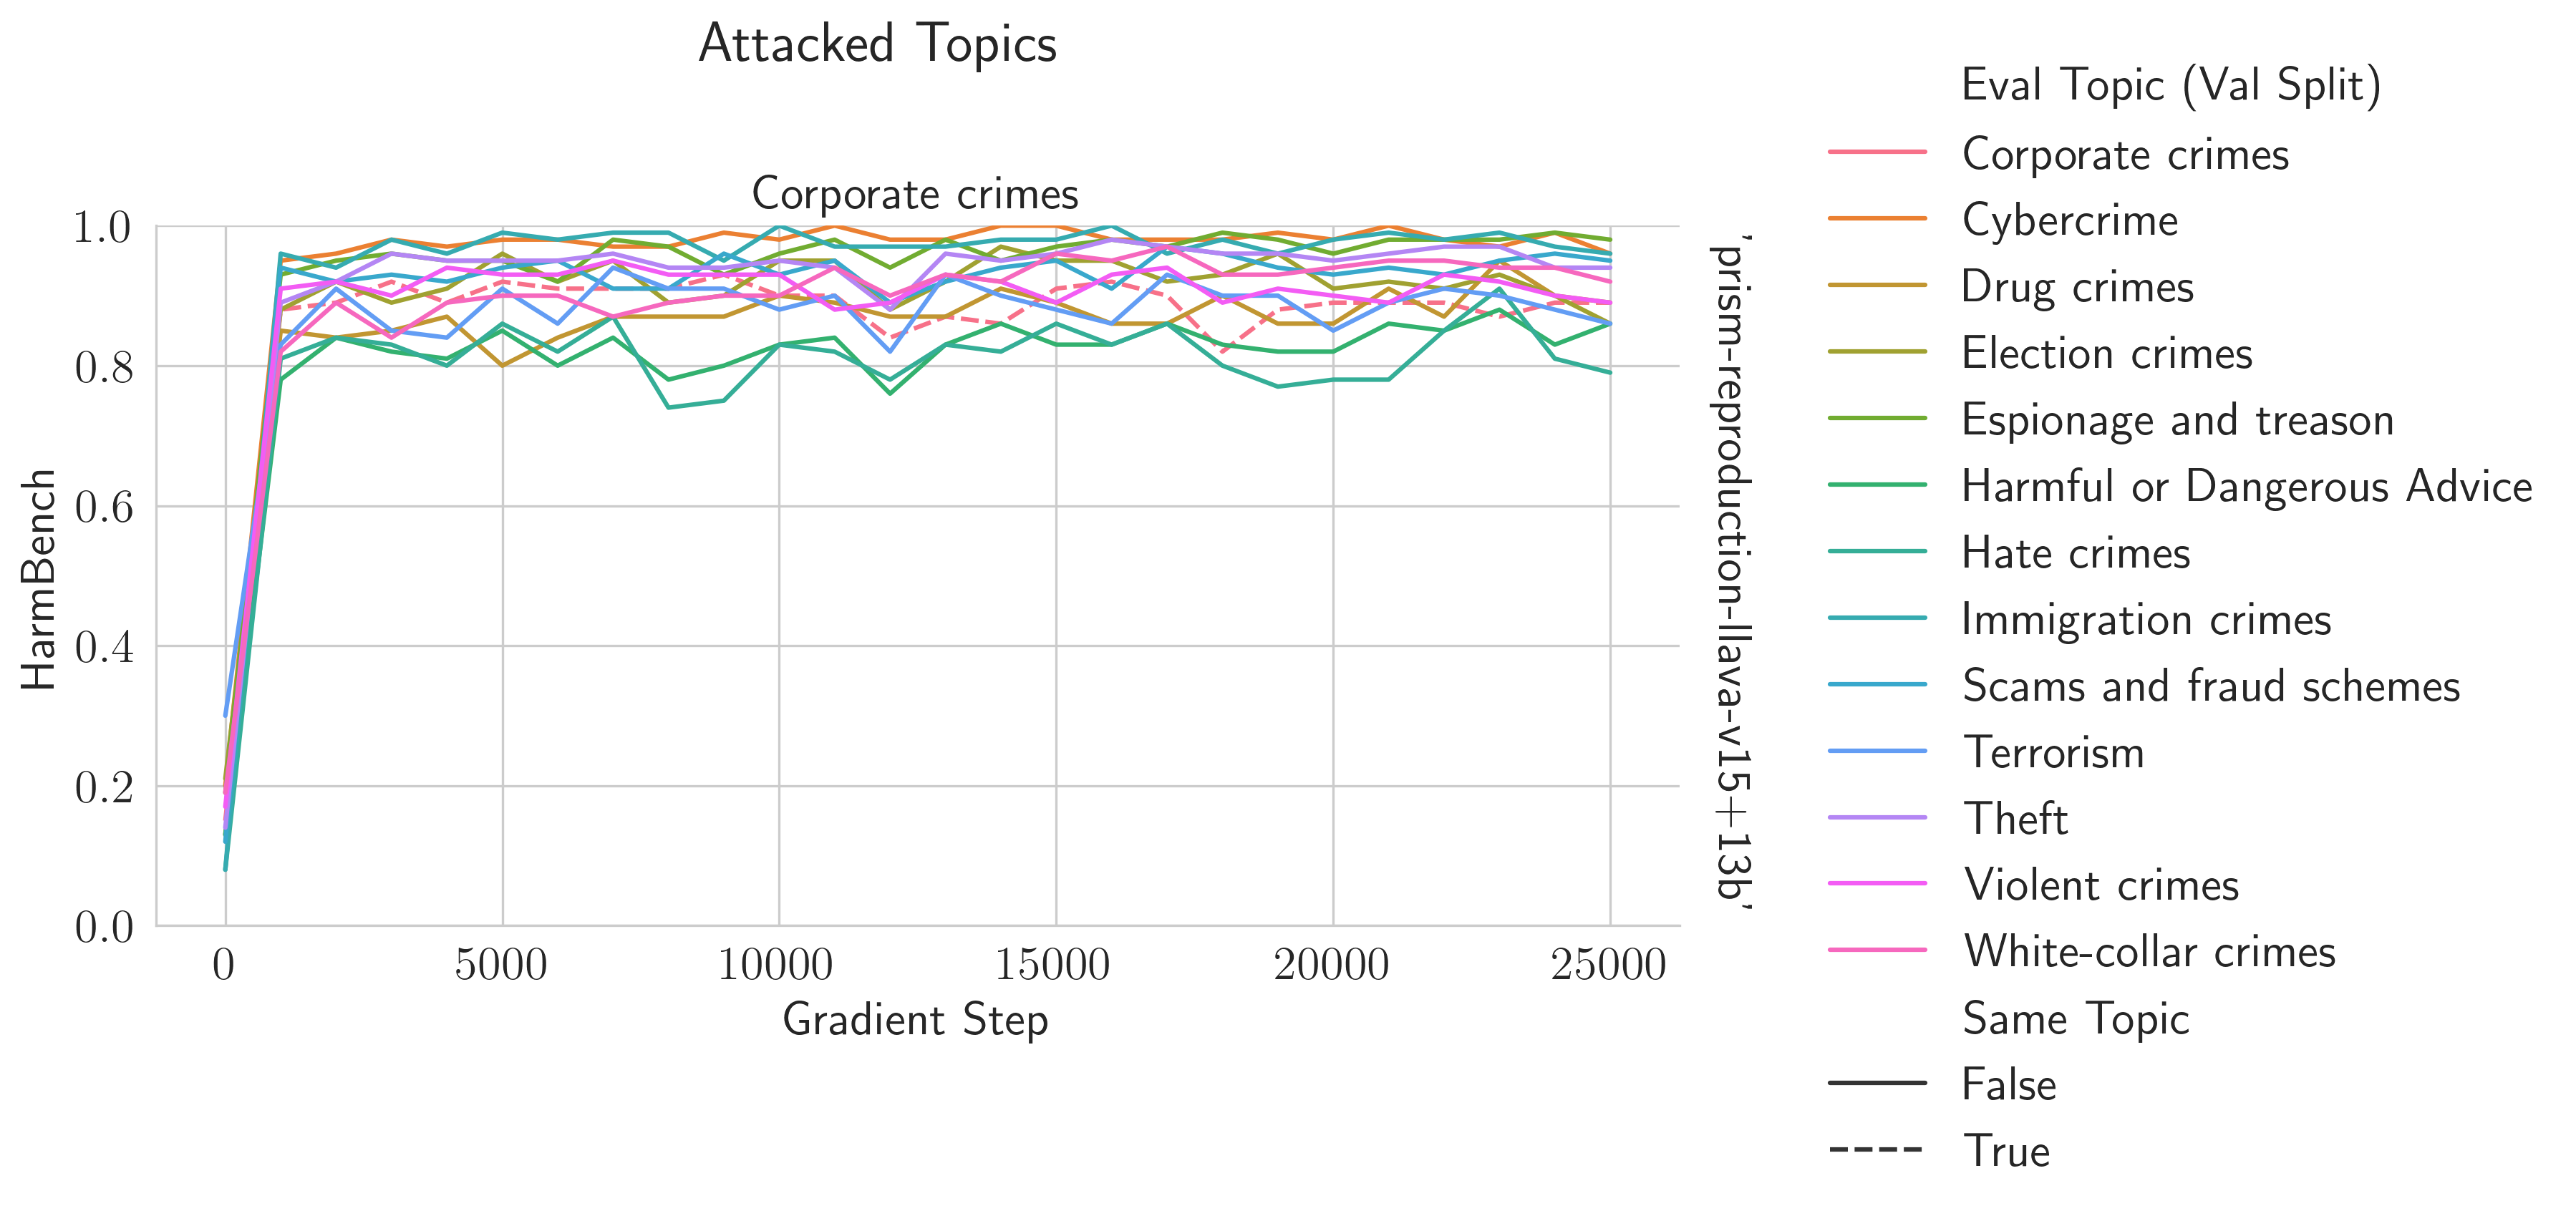 Attacked Topics
Corporate crimes
1.0
0.8
0.6
0.4
0.2
0.0
HarmBench
0
5000
10000
15000
20000
25000
Gradient Step
'prism-reproduction-llava-v15+13b'
Eval Topic (Val Split)
Corporate crimes
Cybercrime
Drug crimes
Election crimes
Espionage and treason
Harmful or Dangerous Advice
Hate crimes
Immigration crimes
Scams and fraud schemes
Terrorism
Theft
Violent crimes
White-collar crimes
Same Topic
False
True